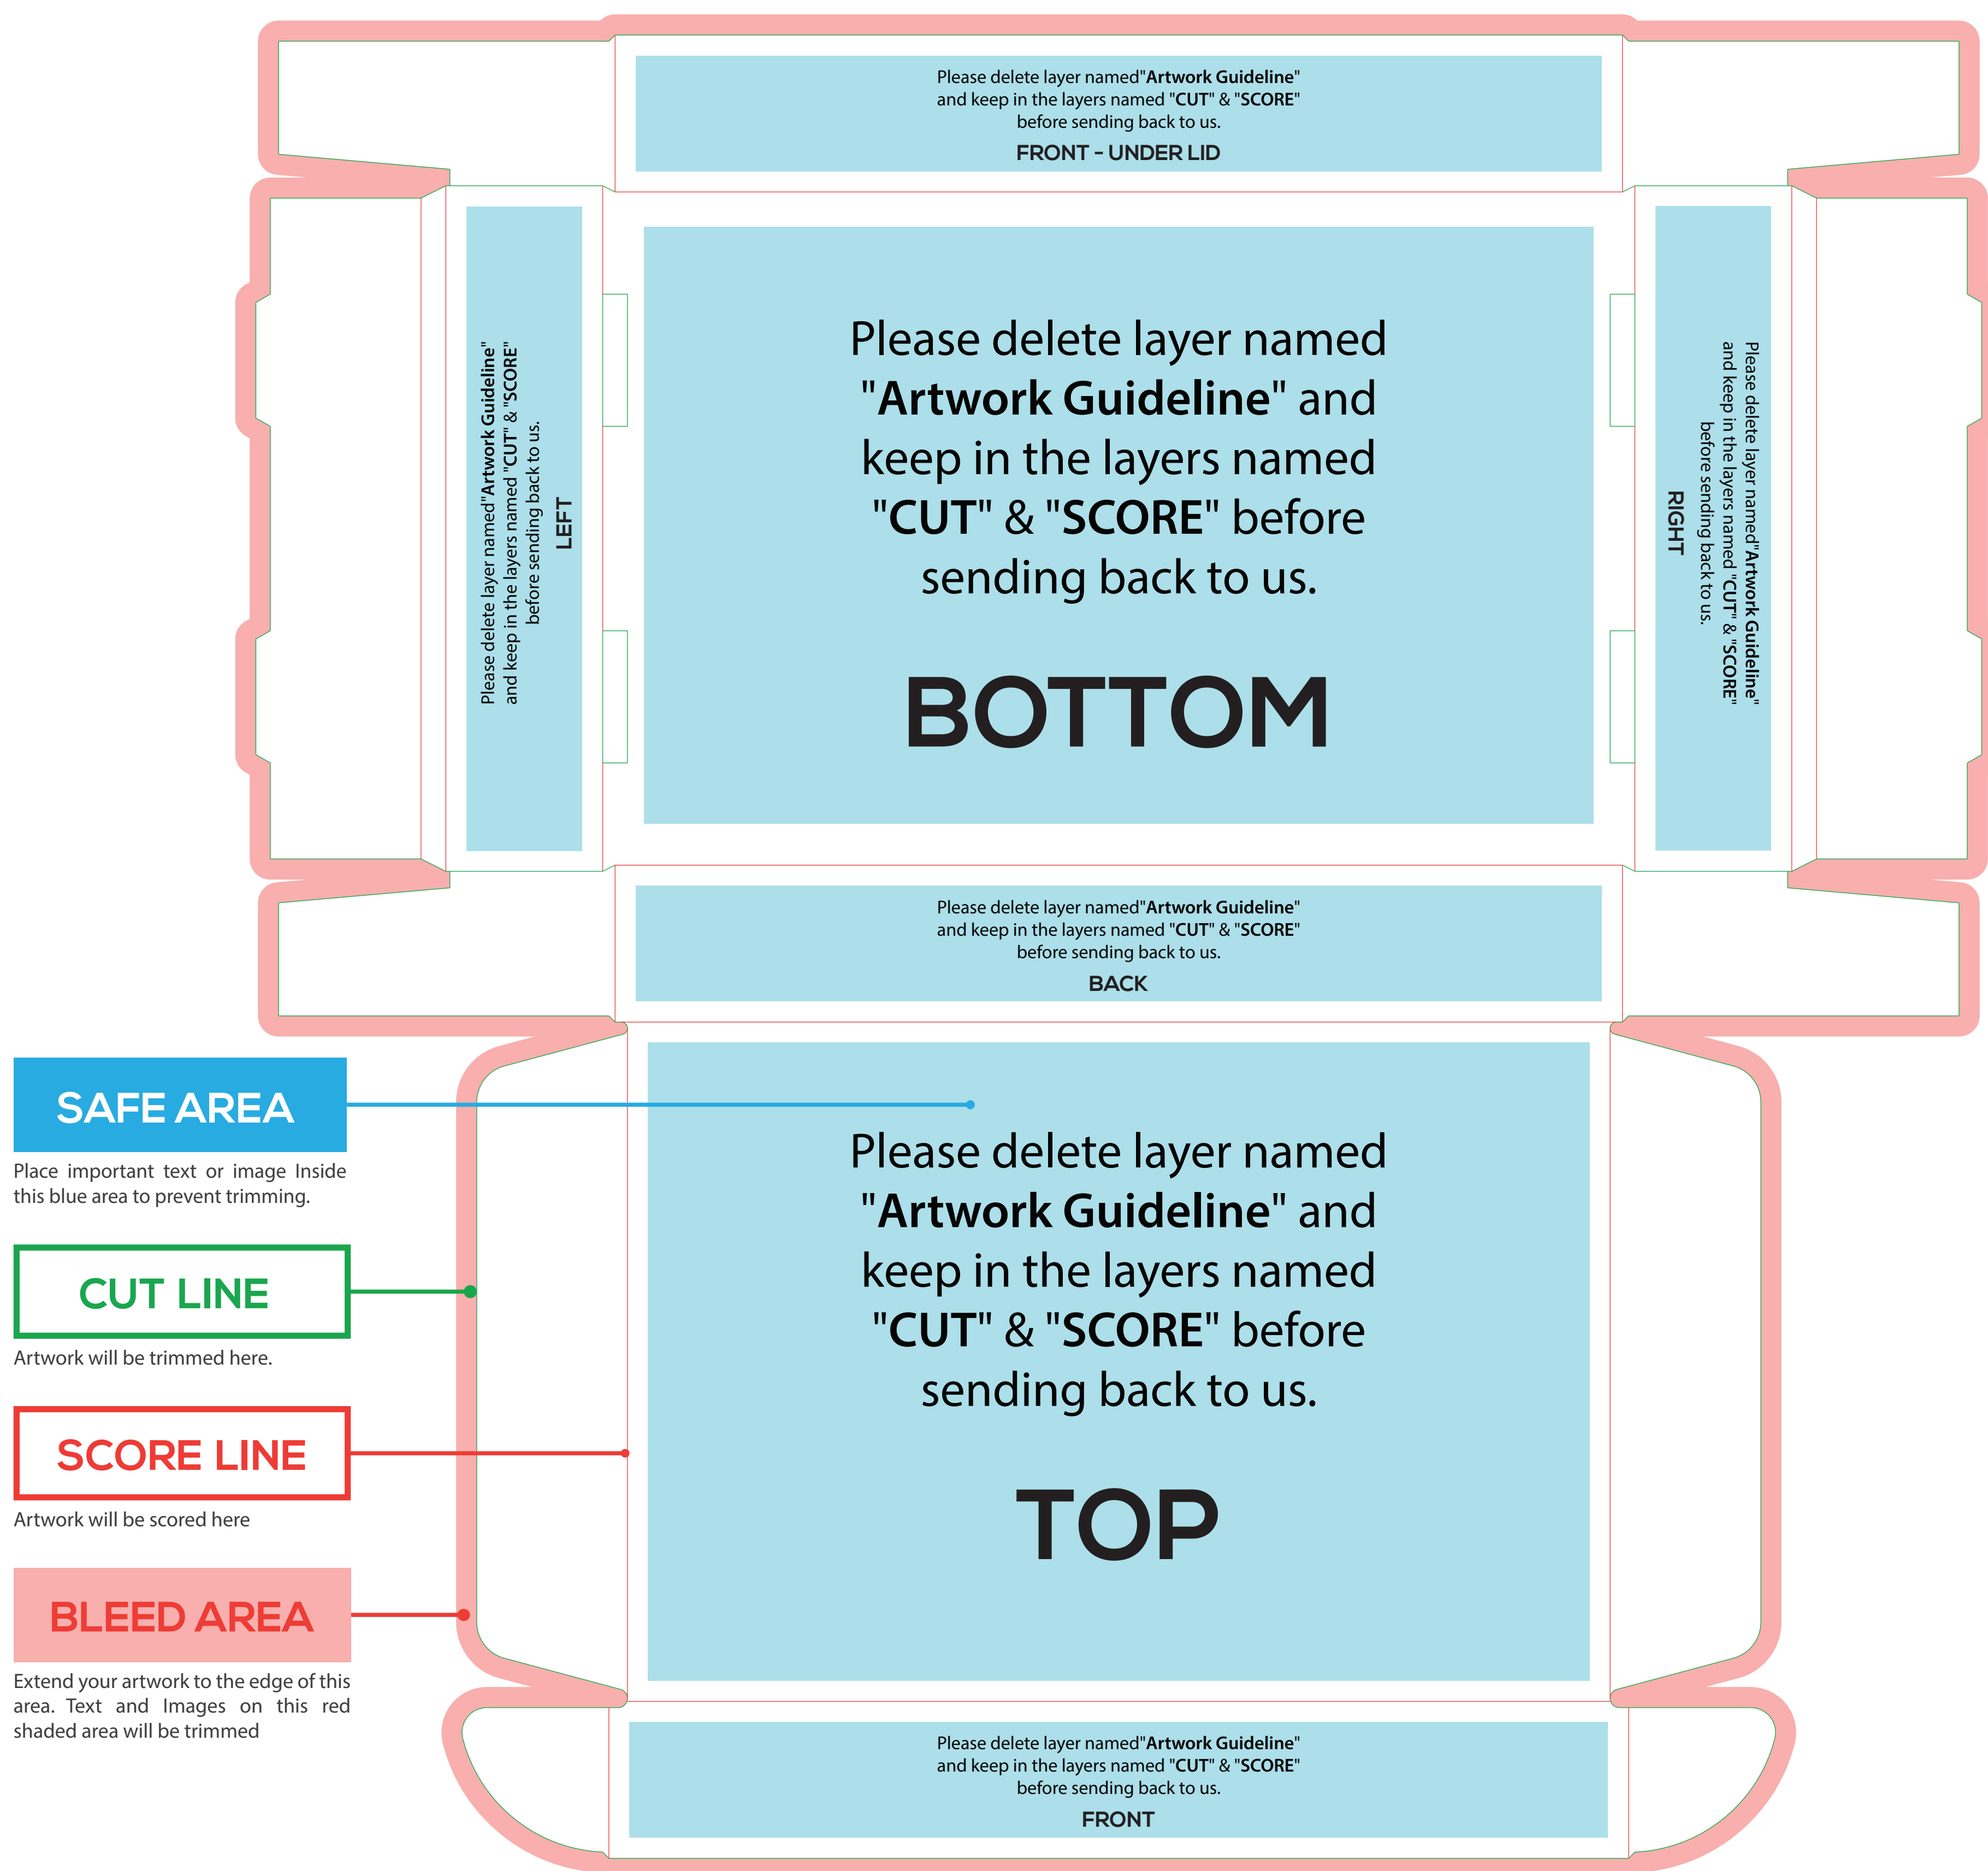 Please delete layer named"Artwork Guideline"
and keep in the layers named "CUT" & "SCORE"
before sending back to us.
FRONT - UNDER LID
Please delete layer named"Artwork Guideline"
and keep in the layers named "CUT" & "SCORE"
before sending back to us.
LEFT
Please delete layer named
"Artwork Guideline" and
keep in the layers named
"CUT" & "SCORE" before
sending back to us.
BOTTOM
Please delete layer named"Artwork Guideline"
and keep in the layers named "CUT" & "SCORE"
before sending back to us.
RIGHT
Please delete layer named"Artwork Guideline"
and keep in the layers named "CUT" & "SCORE"
before sending back to us.
BACK
SAFE AREA
Place important text or image Inside
this blue area to prevent trimming.
CUT LINE
Artwork will be trimmed here.
SCORE LINE
Artwork will be scored here
BLEED AREA
Extend your artwork to the edge of this
area. Text and Images on this red
shaded area will be trimmed
Please delete layer named
"Artwork Guideline" and
keep in the layers named
"CUT" & "SCORE" before
sending back to us.
TOP
Please delete layer named"Artwork Guideline"
and keep in the layers named "CUT" & "SCORE"
before sending back to us.
FRONT